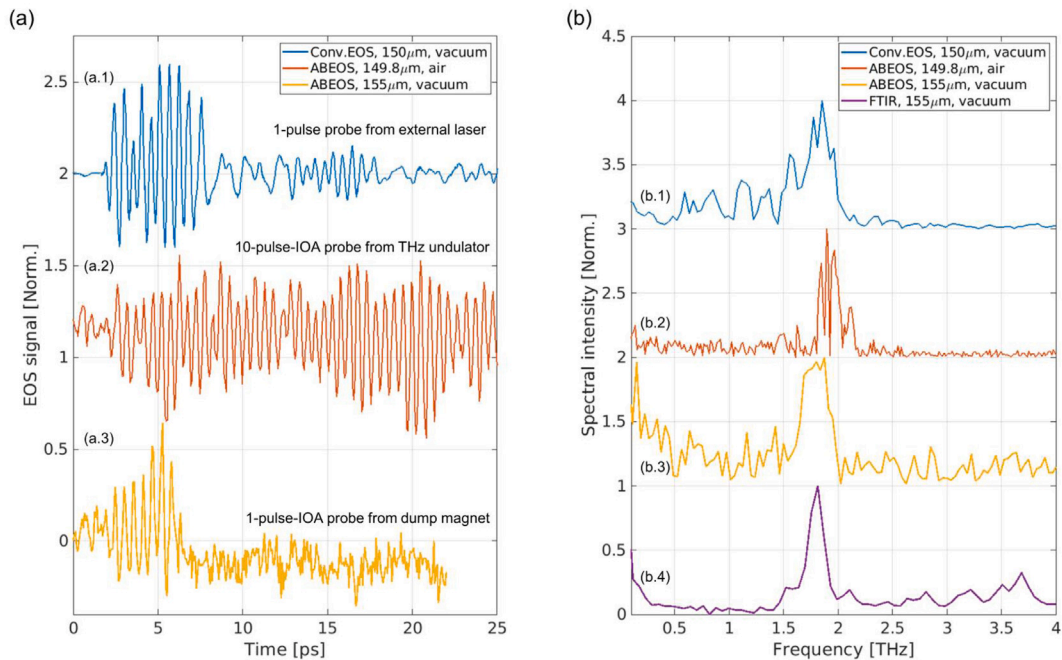 (a)
Conv.EOS, 150μm, vacuum
ABEOS, 149.8μm, air
ABEOS, 155μm, vacuum
(a.1)
1-pulse probe from external laser
10-pulse-IOA probe from THz undulator
(a.2)
(a.3)
1-pulse-IOA probe from dump magnet
EOS signal [Norm.]
2.5
2
1.5
1
0.5
0
0
5
10
15
20
25
Time [ps]
(b)
Conv.EOS, 150μm, vacuum
ABEOS, 149.8μm, air
ABEOS, 155μm, vacuum
FTIR, 155μm, vacuum
(b.1)
(b.2)
(b.3)
(b.4)
Spectral intensity [Norm.]
4.5
4
3.5
3
2.5
2
1.5
1
0.5
0
0.5
1
1.5
2
2.5
3
3.5
4
Frequency [THz]